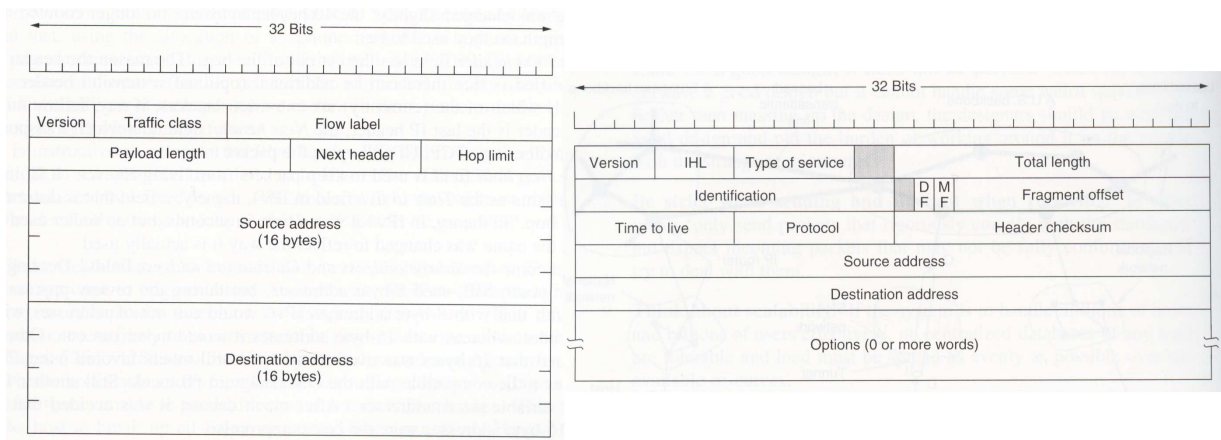 32 Bits
Version Traffic class Flow label
Payload length Next header Hop limit
Source address
(16 bytes)
Destination address
(16 bytes)
32 Bits
Version IHL Type of service Total length
Identification D F M F Fragment offset
Time to live Protocol Header checksum
Source address
Destination address
Options (0 or more words)